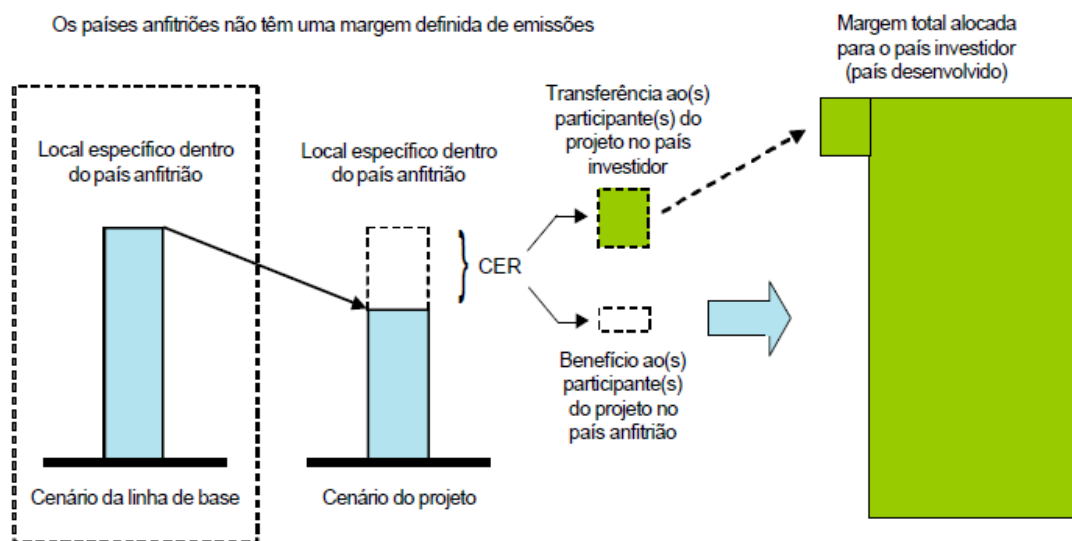 Os países anfitriões não têm uma margem definida de emissões
Margem total alocada
para o país investidor
(país desenvolvido)
Transferência ao(s)
participante(s) do
projeto no país
investidor
Local específico dentro
do país anfitrião
Local específico dentro
do país anfitrião
CER
Benefício ao(s)
participante(s)
do projeto no
país anfitrião
Cenário da linha de base
Cenário do projeto